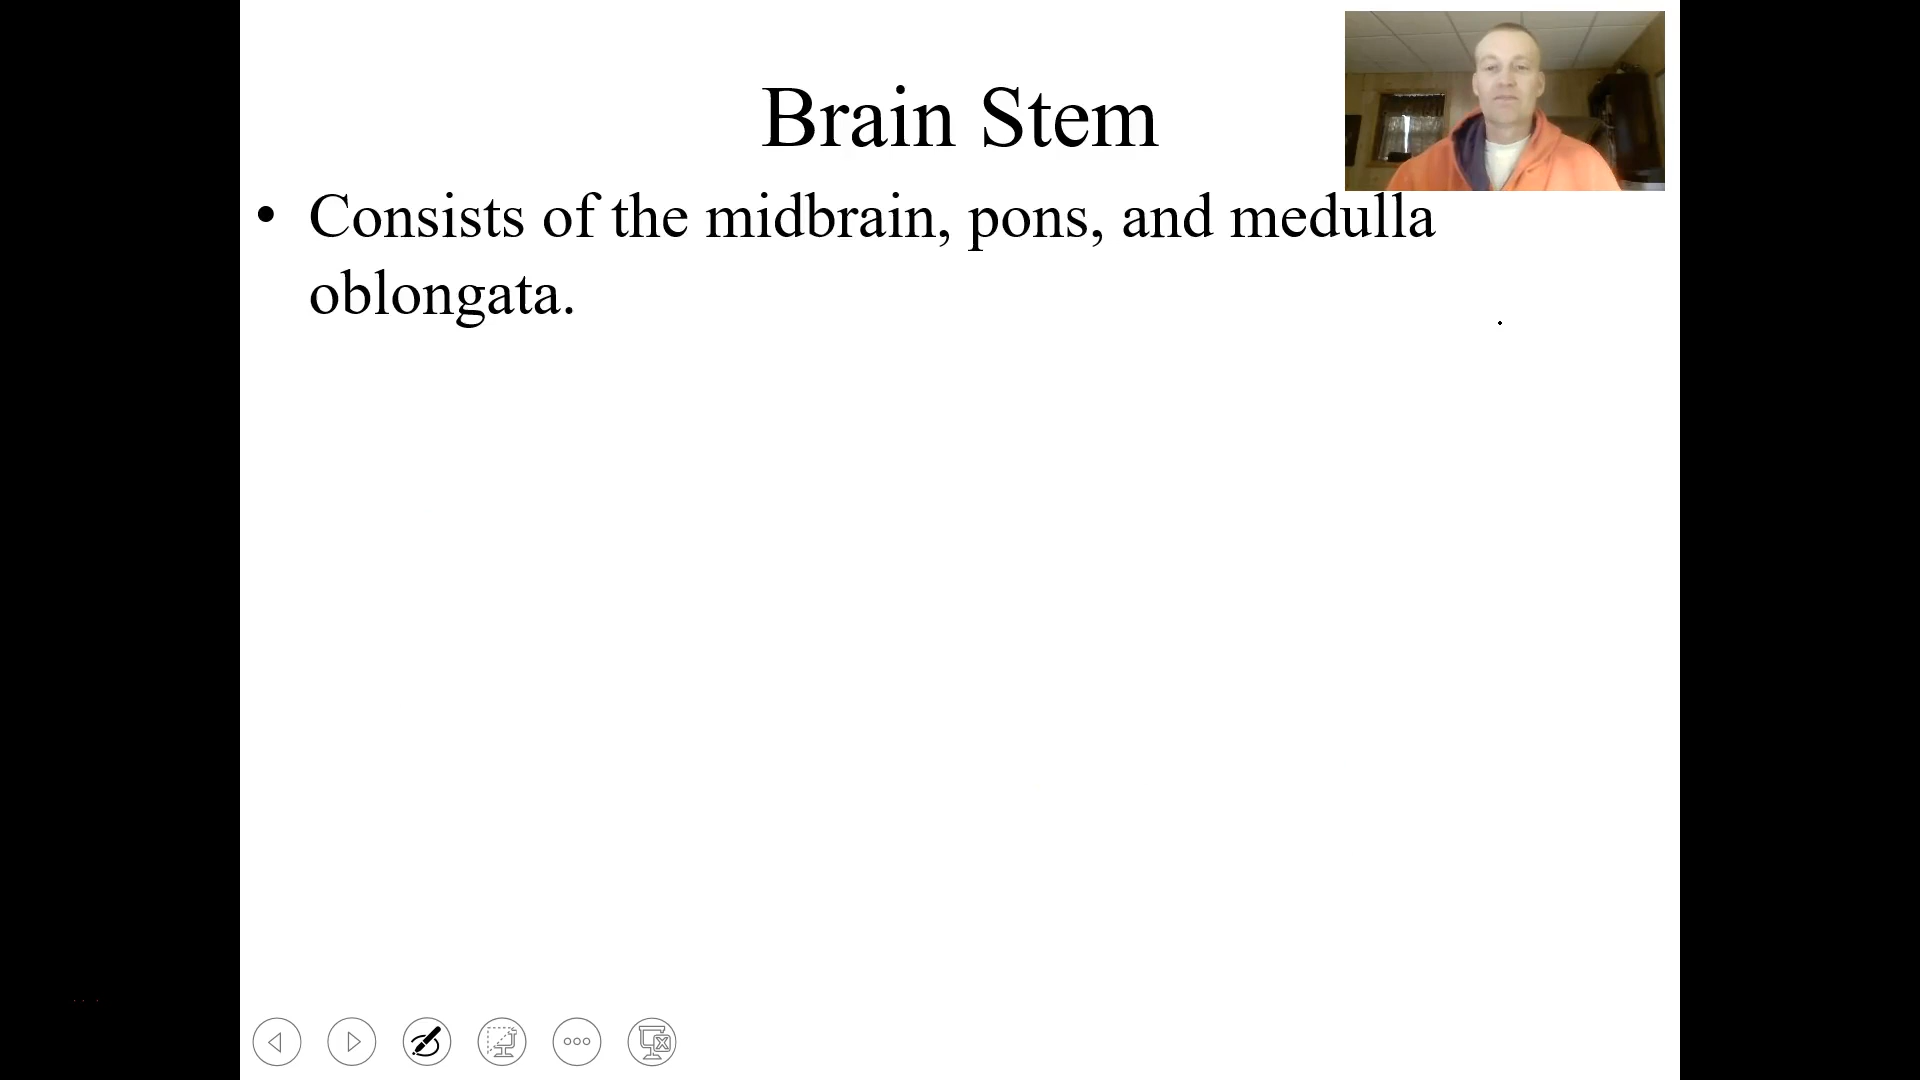 Brain Stem
• Consists of the midbrain, pons, and medulla
oblongata.